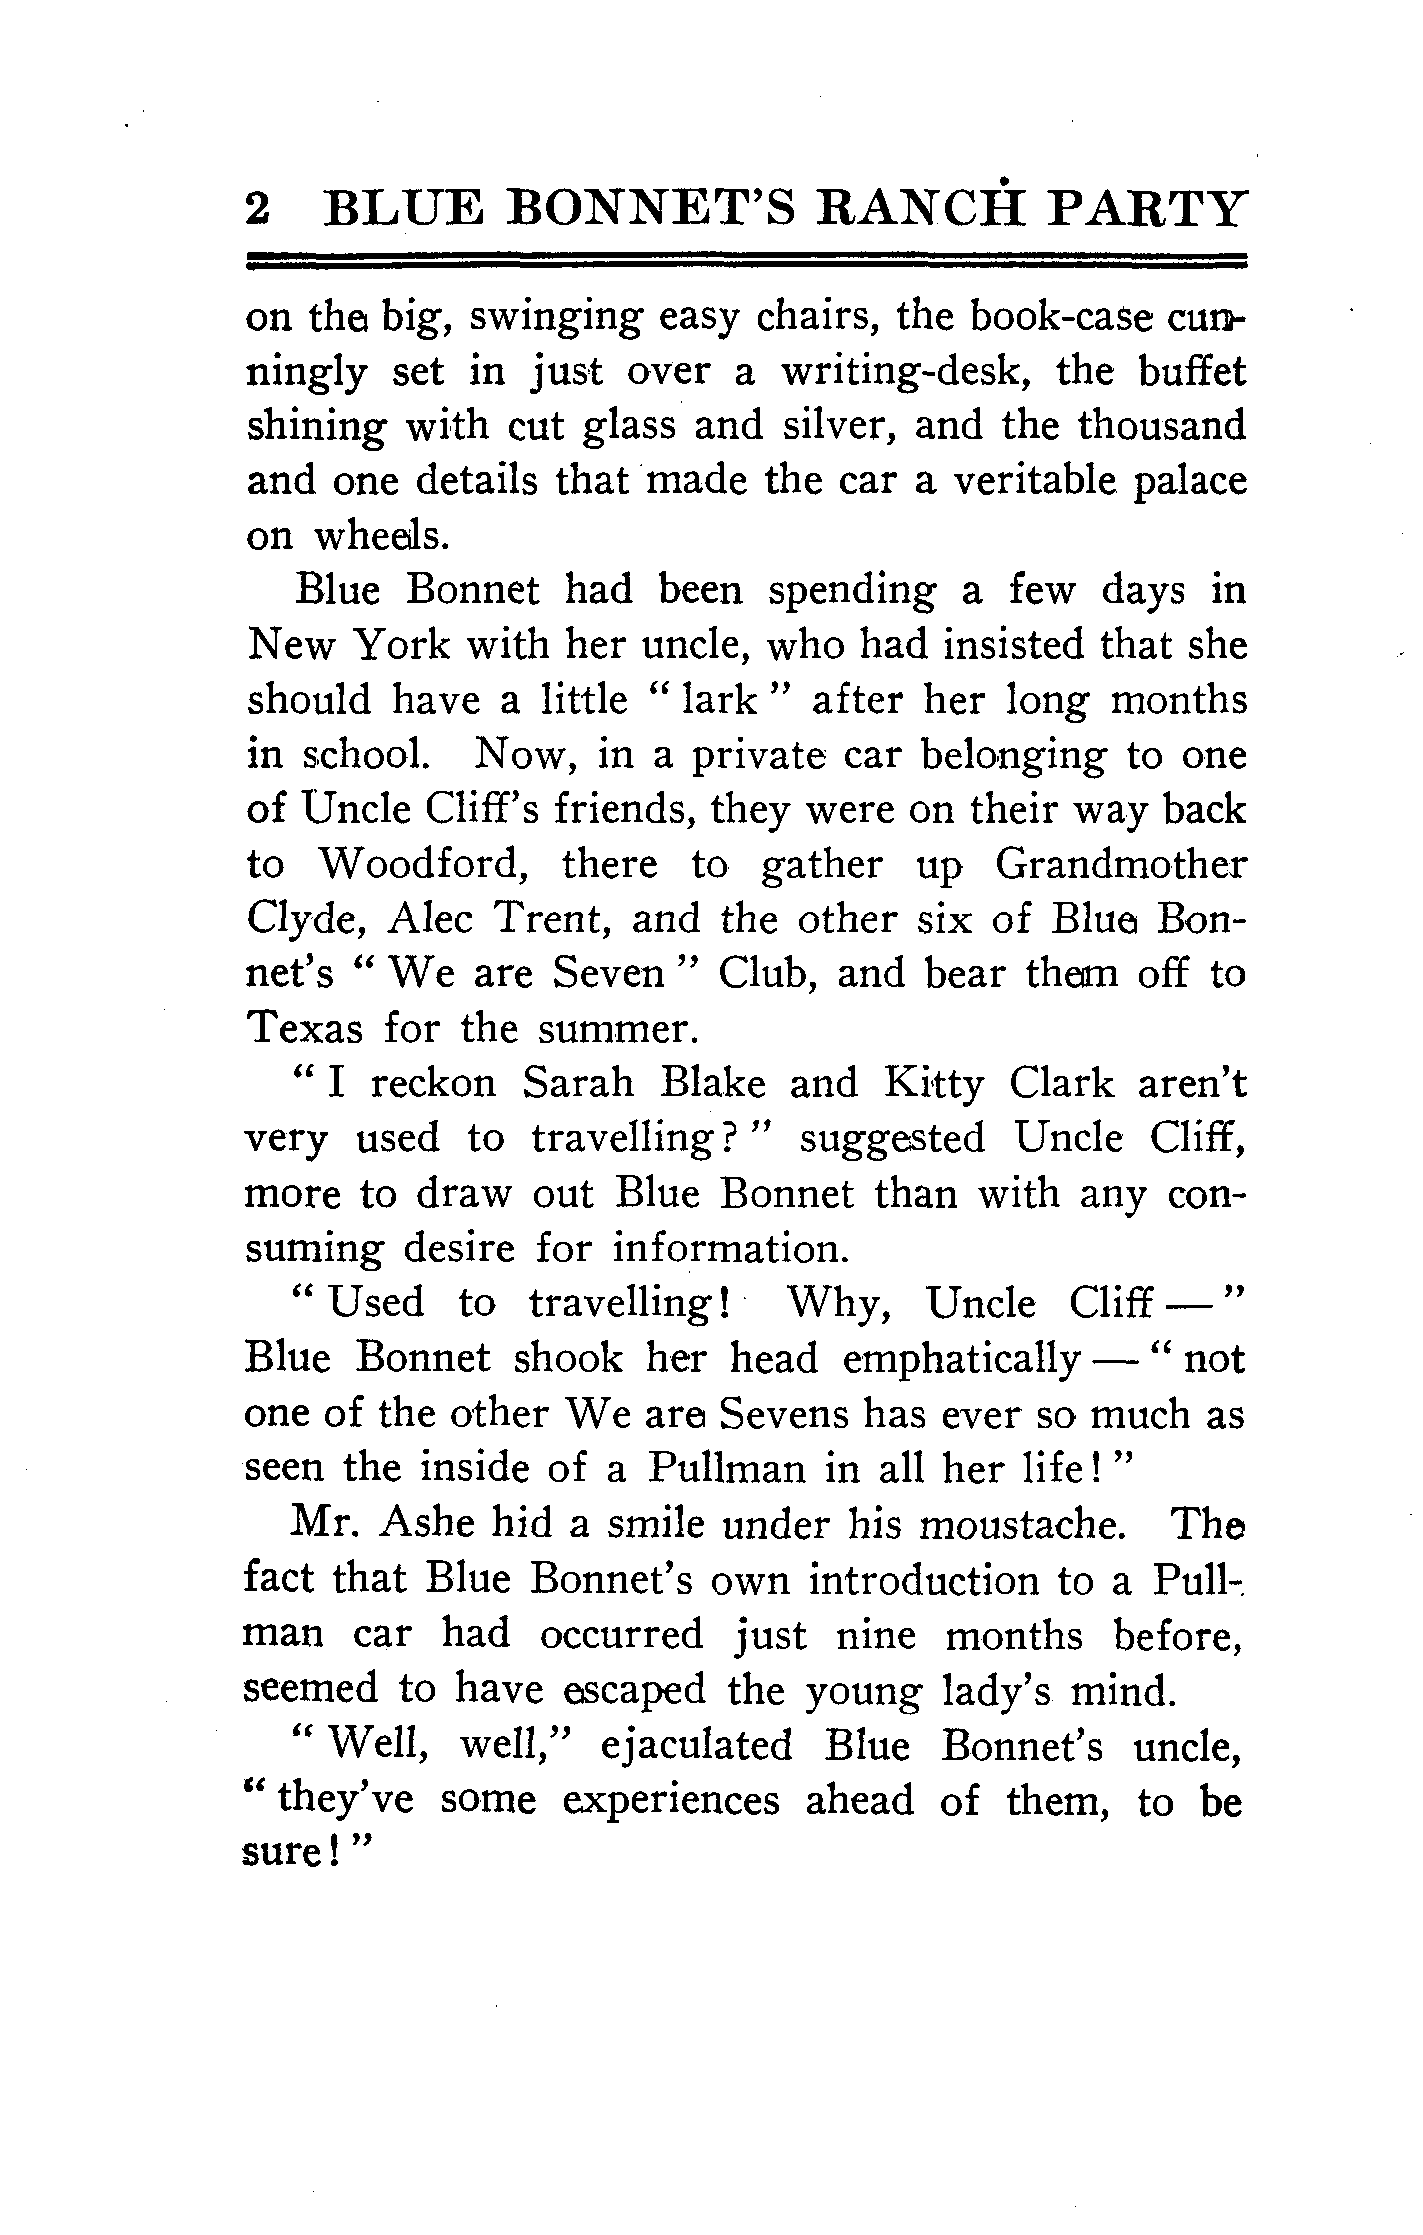 2 BLUE BONNET'S RANCH PARTY
on the big, swinging easy chairs, the book-case cun-
ningly set in just over a writing-desk, the buffet
shining with cut glass and silver, and the thousand
and one details that made the car a veritable palace
on wheels.
Blue Bonnet had been spending a few days in
New York with her uncle, who had insisted that she
should have a little " lark " after her long months
in school. Now, in a private car belonging to one
of Uncle Cliff's friends, they were on their way back
to Woodford, there to gather up Grandmother
Clyde, Alec Trent, and the other six of Blue Bon-
net's " We are Seven " Club, and bear them off to
Texas for the summer.
" I reckon Sarah Blake and Kitty Clark aren't
very used to travelling? " suggested Uncle Cliff,
more to draw out Blue Bonnet than with any con-
suming desire for information.
" Used to travelling! Why, Uncle Cliff — "
Blue Bonnet shook her head emphatically — " not
one of the other We are Sevens has ever so much as
seen the inside of a Pullman in all her life! "
Mr. Ashe hid a smile under his moustache. The
fact that Blue Bonnet's own introduction to a Pull-
man car had occurred just nine months before,
seemed to have escaped the young lady's mind.
" Well, well," ejaculated Blue Bonnet's uncle,
" they've some experiences ahead of them, to be
sure! "